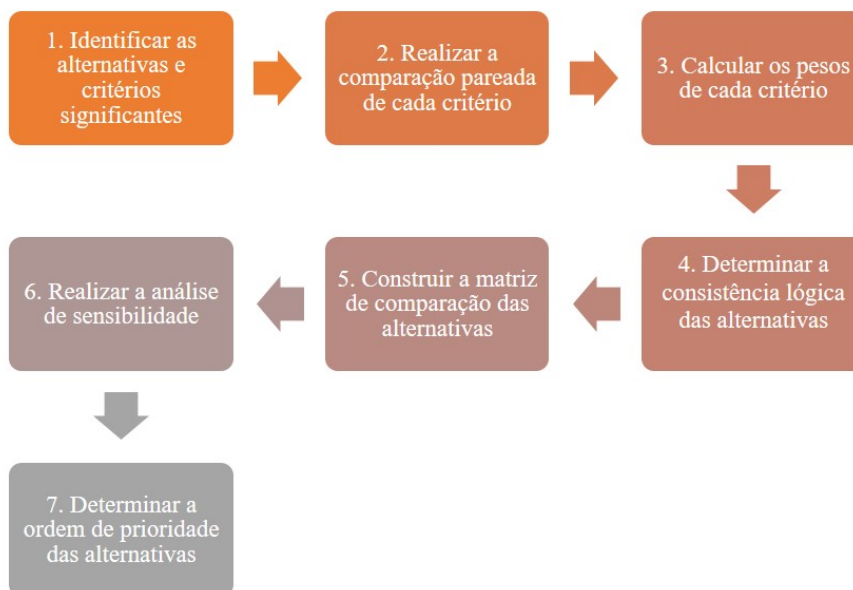 1. Identificar as
alternativas e
critérios
significantes
2. Realizar a
comparação pareada
de cada critério
3. Calcular os pesos
de cada critério
4. Determinar a
consistência lógica
das alternativas
5. Construir a matriz
de comparação das
alternativas
6. Realizar a análise
de sensibilidade
7. Determinar a
ordem de prioridade
das alternativas